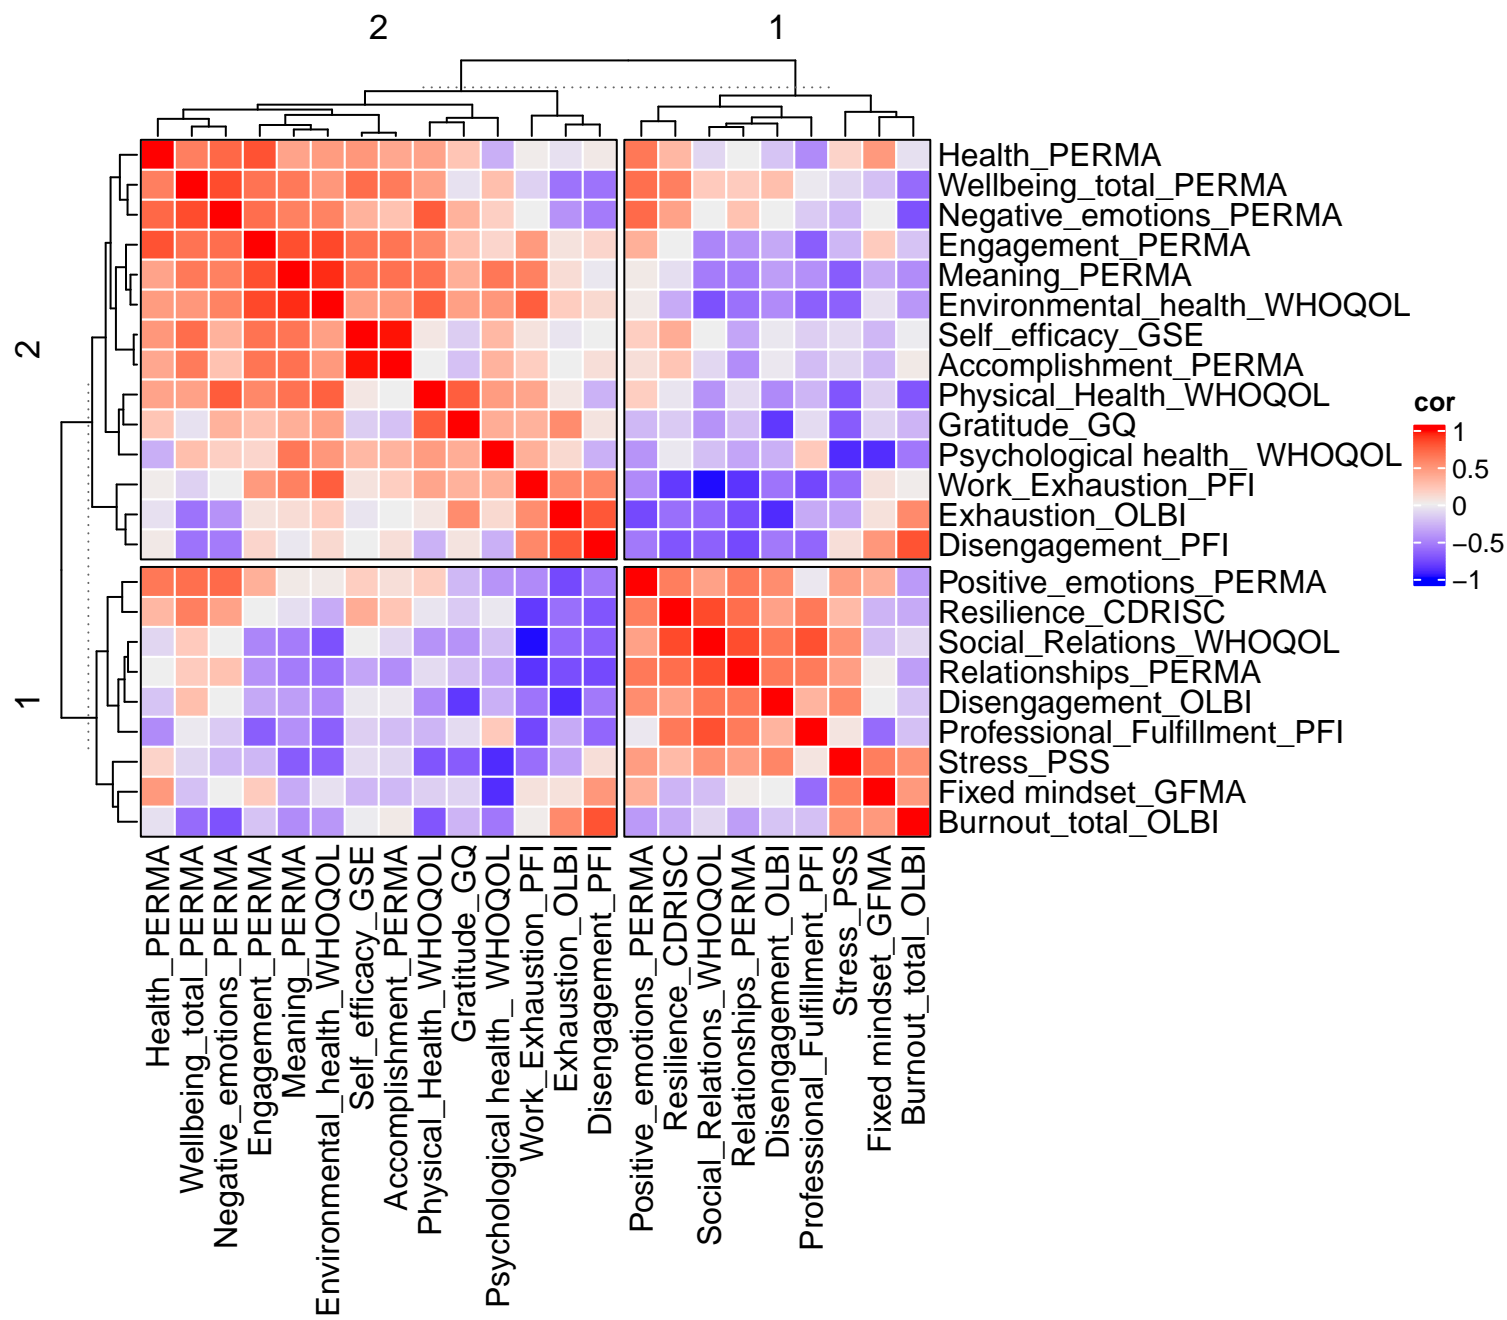 2
1
2
1
Health_PERMA
Wellbeing_total_PERMA
Negative_emotions_PERMA
Engagement_PERMA
Meaning_PERMA
Environmental_health_WHOQOL
Self_efficacy_GSE
Accomplishment_PERMA
Physical_Health_WHOQOL
Gratitude_GQ
Psychological health_ WHOQOL
Work_Exhaustion_PFI
Exhaustion_OLBI
Disengagement_PFI
Positive_emotions_PERMA
Resilience_CDRISC
Social_Relations_WHOQOL
Relationships_PERMA
Disengagement_OLBI
Professional_Fulfillment_PFI
Stress_PSS
Fixed mindset_GFMA
Burnout_total_OLBI
cor
1
0.5
0
−0.5
−1
Health_PERMA
Wellbeing_total_PERMA
Negative_emotions_PERMA
Engagement_PERMA
Meaning_PERMA
Environmental_health_WHOQOL
Self_efficacy_GSE
Accomplishment_PERMA
Physical_Health_WHOQOL
Gratitude_GQ
Psychological health_ WHOQOL
Work_Exhaustion_PFI
Exhaustion_OLBI
Disengagement_PFI
Positive_emotions_PERMA
Resilience_CDRISC
Social_Relations_WHOQOL
Relationships_PERMA
Disengagement_OLBI
Professional_Fulfillment_PFI
Stress_PSS
Fixed mindset_GFMA
Burnout_total_OLBI